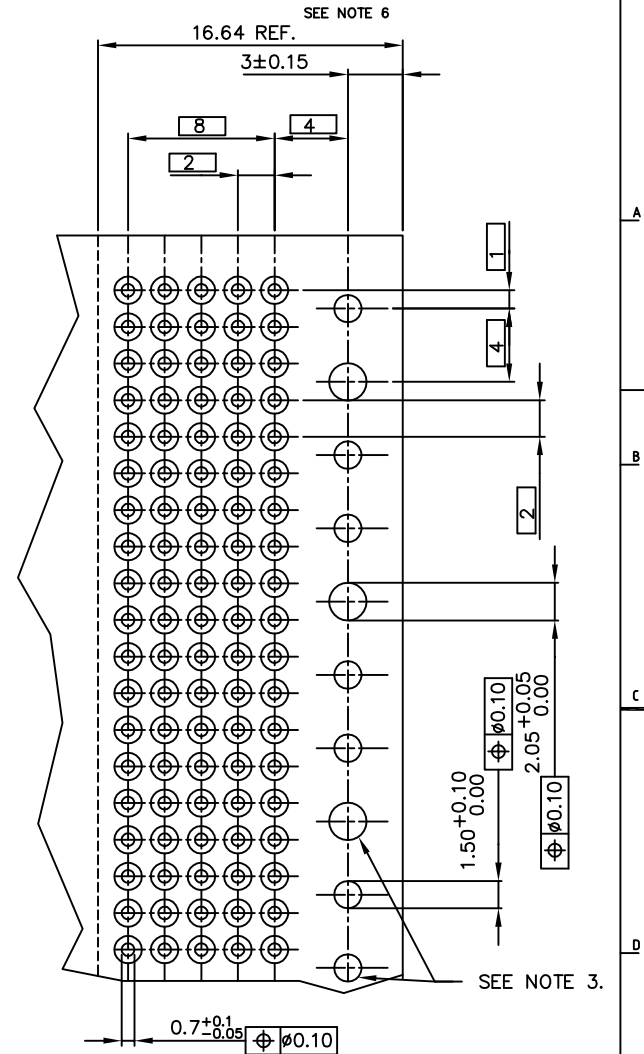 SEE NOTE 6
16.64 REF.
3±0.15
8
4
2
A
1
4
B
2
C
1.50 +0.10 0.00
⌖ ø0.10
2.05 +0.05 0.00
⌖ ø0.10
D
SEE NOTE 3.
0.7 +0.1 -0.05
⌖ ø0.10